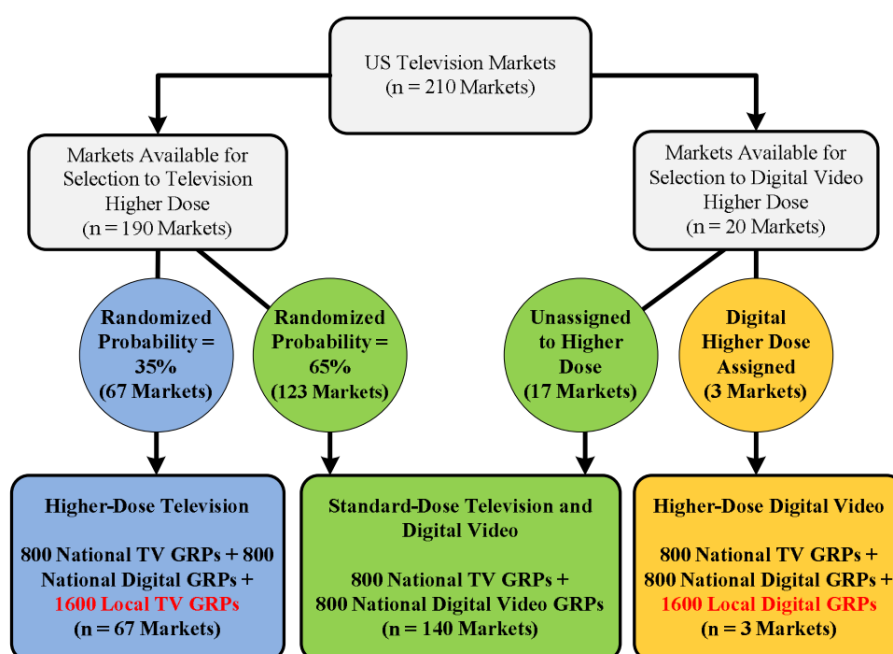 US Television Markets
(n = 210 Markets)
Markets Available for
Selection to Television
Higher Dose
(n = 190 Markets)
Markets Available for
Selection to Digital Video
Higher Dose
(n = 20 Markets)
Randomized
Probability =
35%
(67 Markets)
Randomized
Probability =
65%
(123 Markets)
Unassigned
to Higher
Dose
(17 Markets)
Digital
Higher Dose
Assigned
(3 Markets)
Higher-Dose Television
800 National TV GRPs + 800
National Digital GRPs +
1600 Local TV GRPs
(n = 67 Markets)
Standard-Dose Television and
Digital Video
800 National TV GRPs +
800 National Digital Video GRPs
(n = 140 Markets)
Higher-Dose Digital Video
800 National TV GRPs +
800 National Digital GRPs +
1600 Local Digital GRPs
(n = 3 Markets)